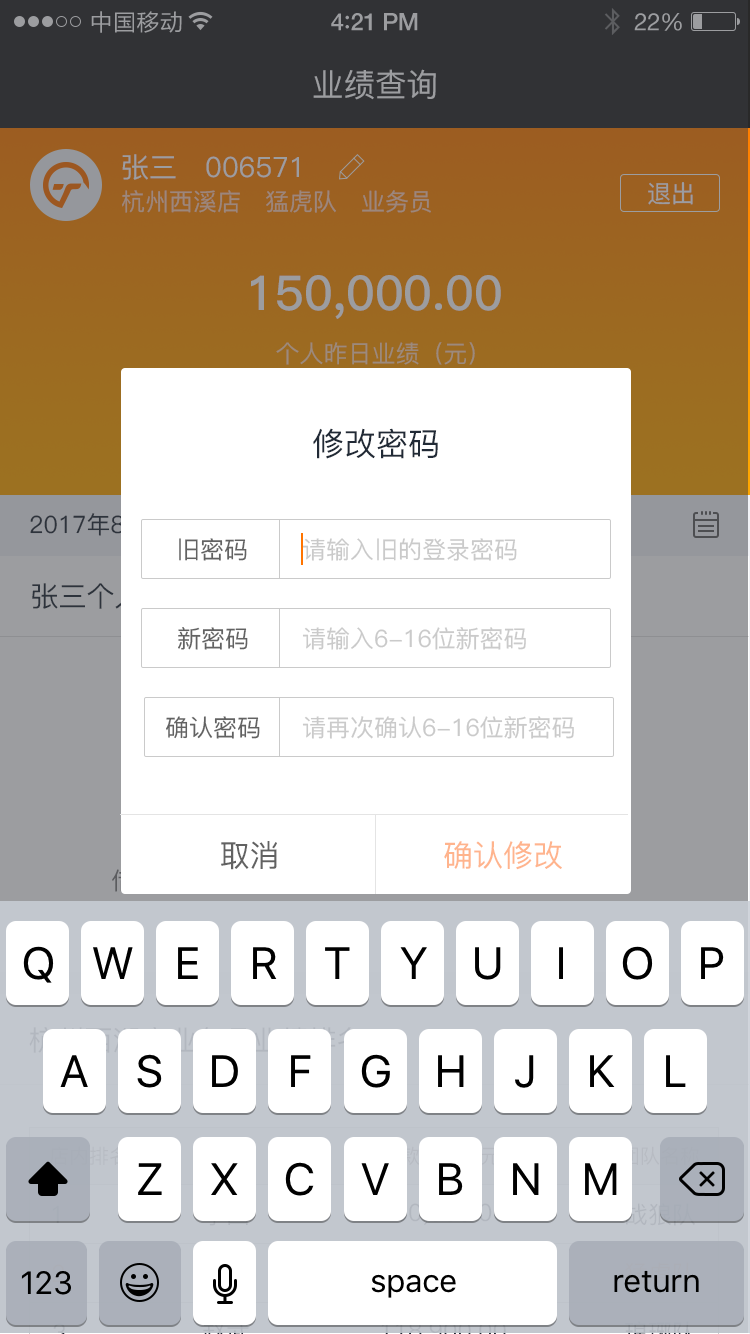 中国移动 4:21 PM 22%
业绩查询
张三 006571
杭州西溪店 猛虎队 业务员
退出
150,000.00
个人昨日业绩（元）
修改密码
2017年8
旧密码 请输入旧的登录密码
张三个
新密码 请输入6-16位新密码
确认密码 请再次确认6-16位新密码
取消 确认修改
Q W E R T Y U I O P
A S D F G H J K L
Z X C V B N M
123 space return